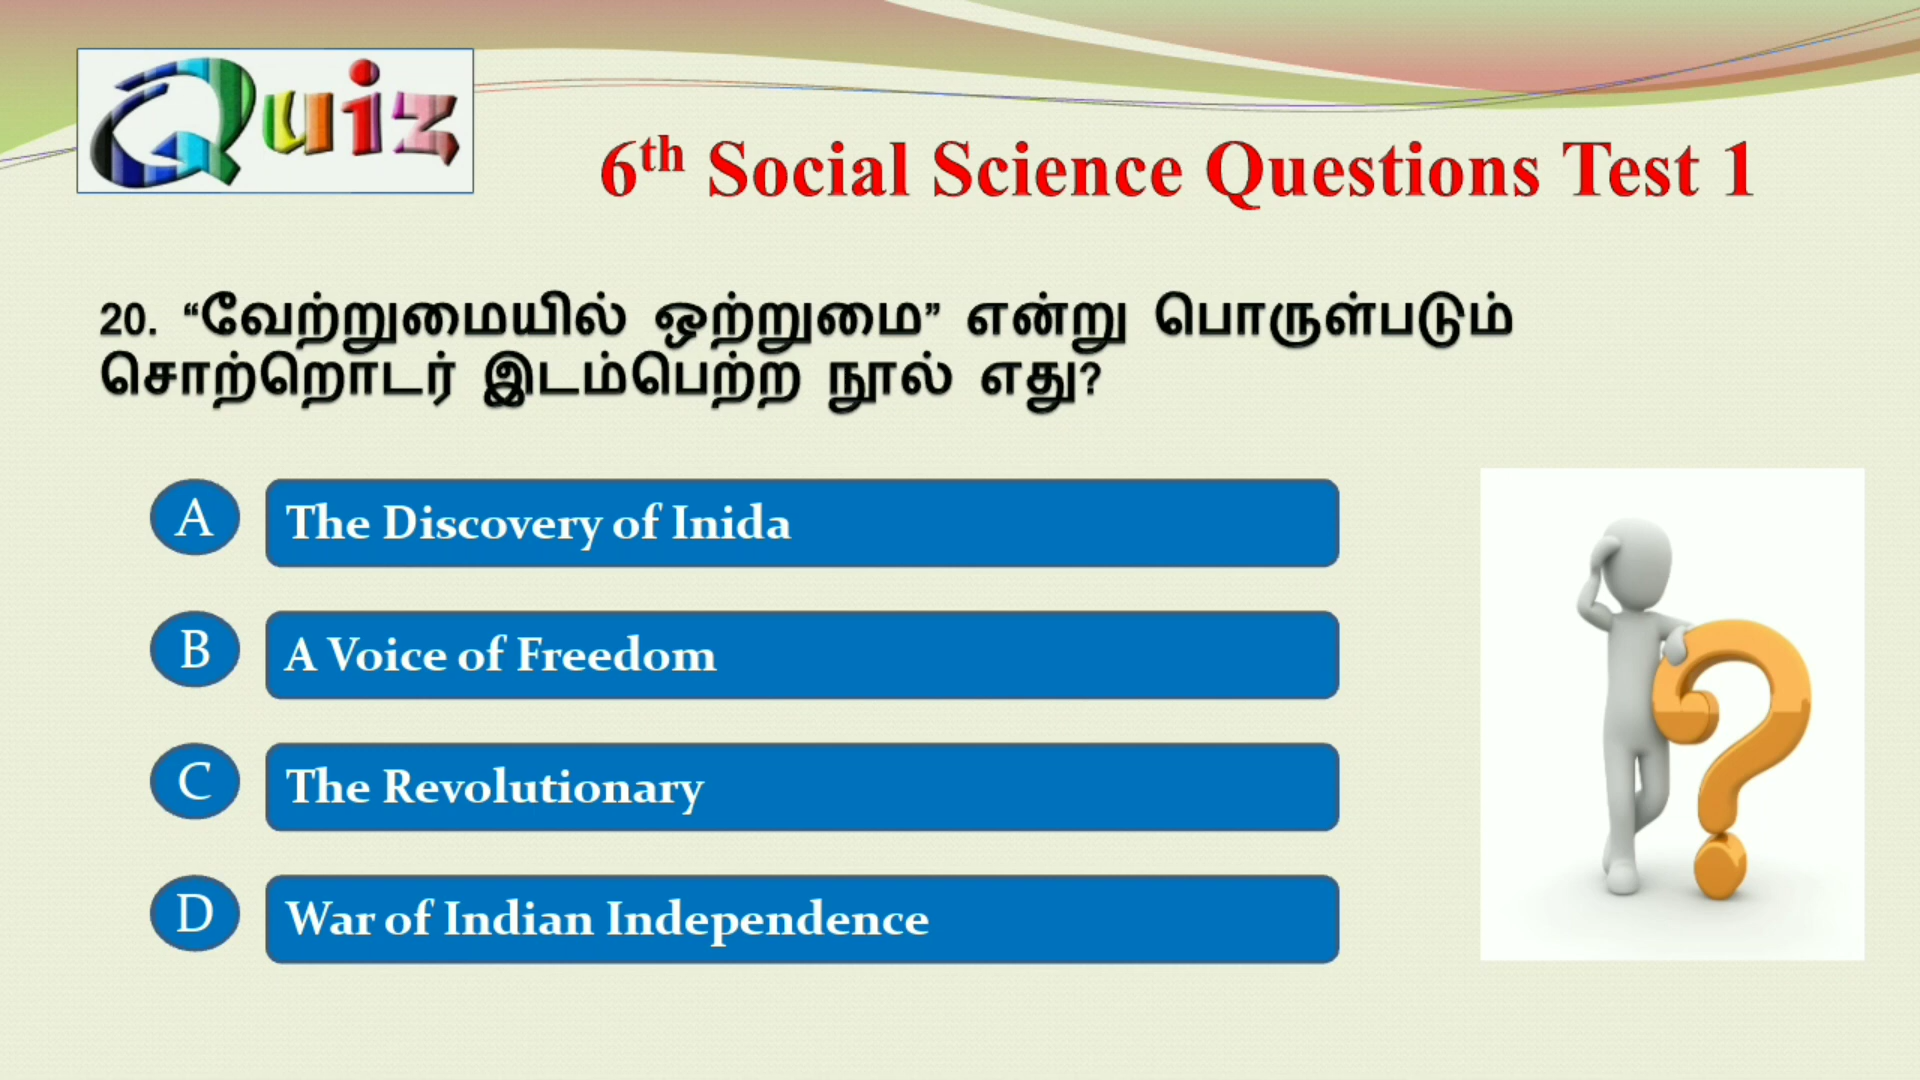 Quiz
6th Social Science Questions Test 1
20. “வேற்றுமையில் ஒற்றுமை” என்று பொருள்படும்
சொற்றொடர் இடம்பெற்ற நூல் எது?
A The Discovery of Inida
B A Voice of Freedom
C The Revolutionary
D War of Indian Independence